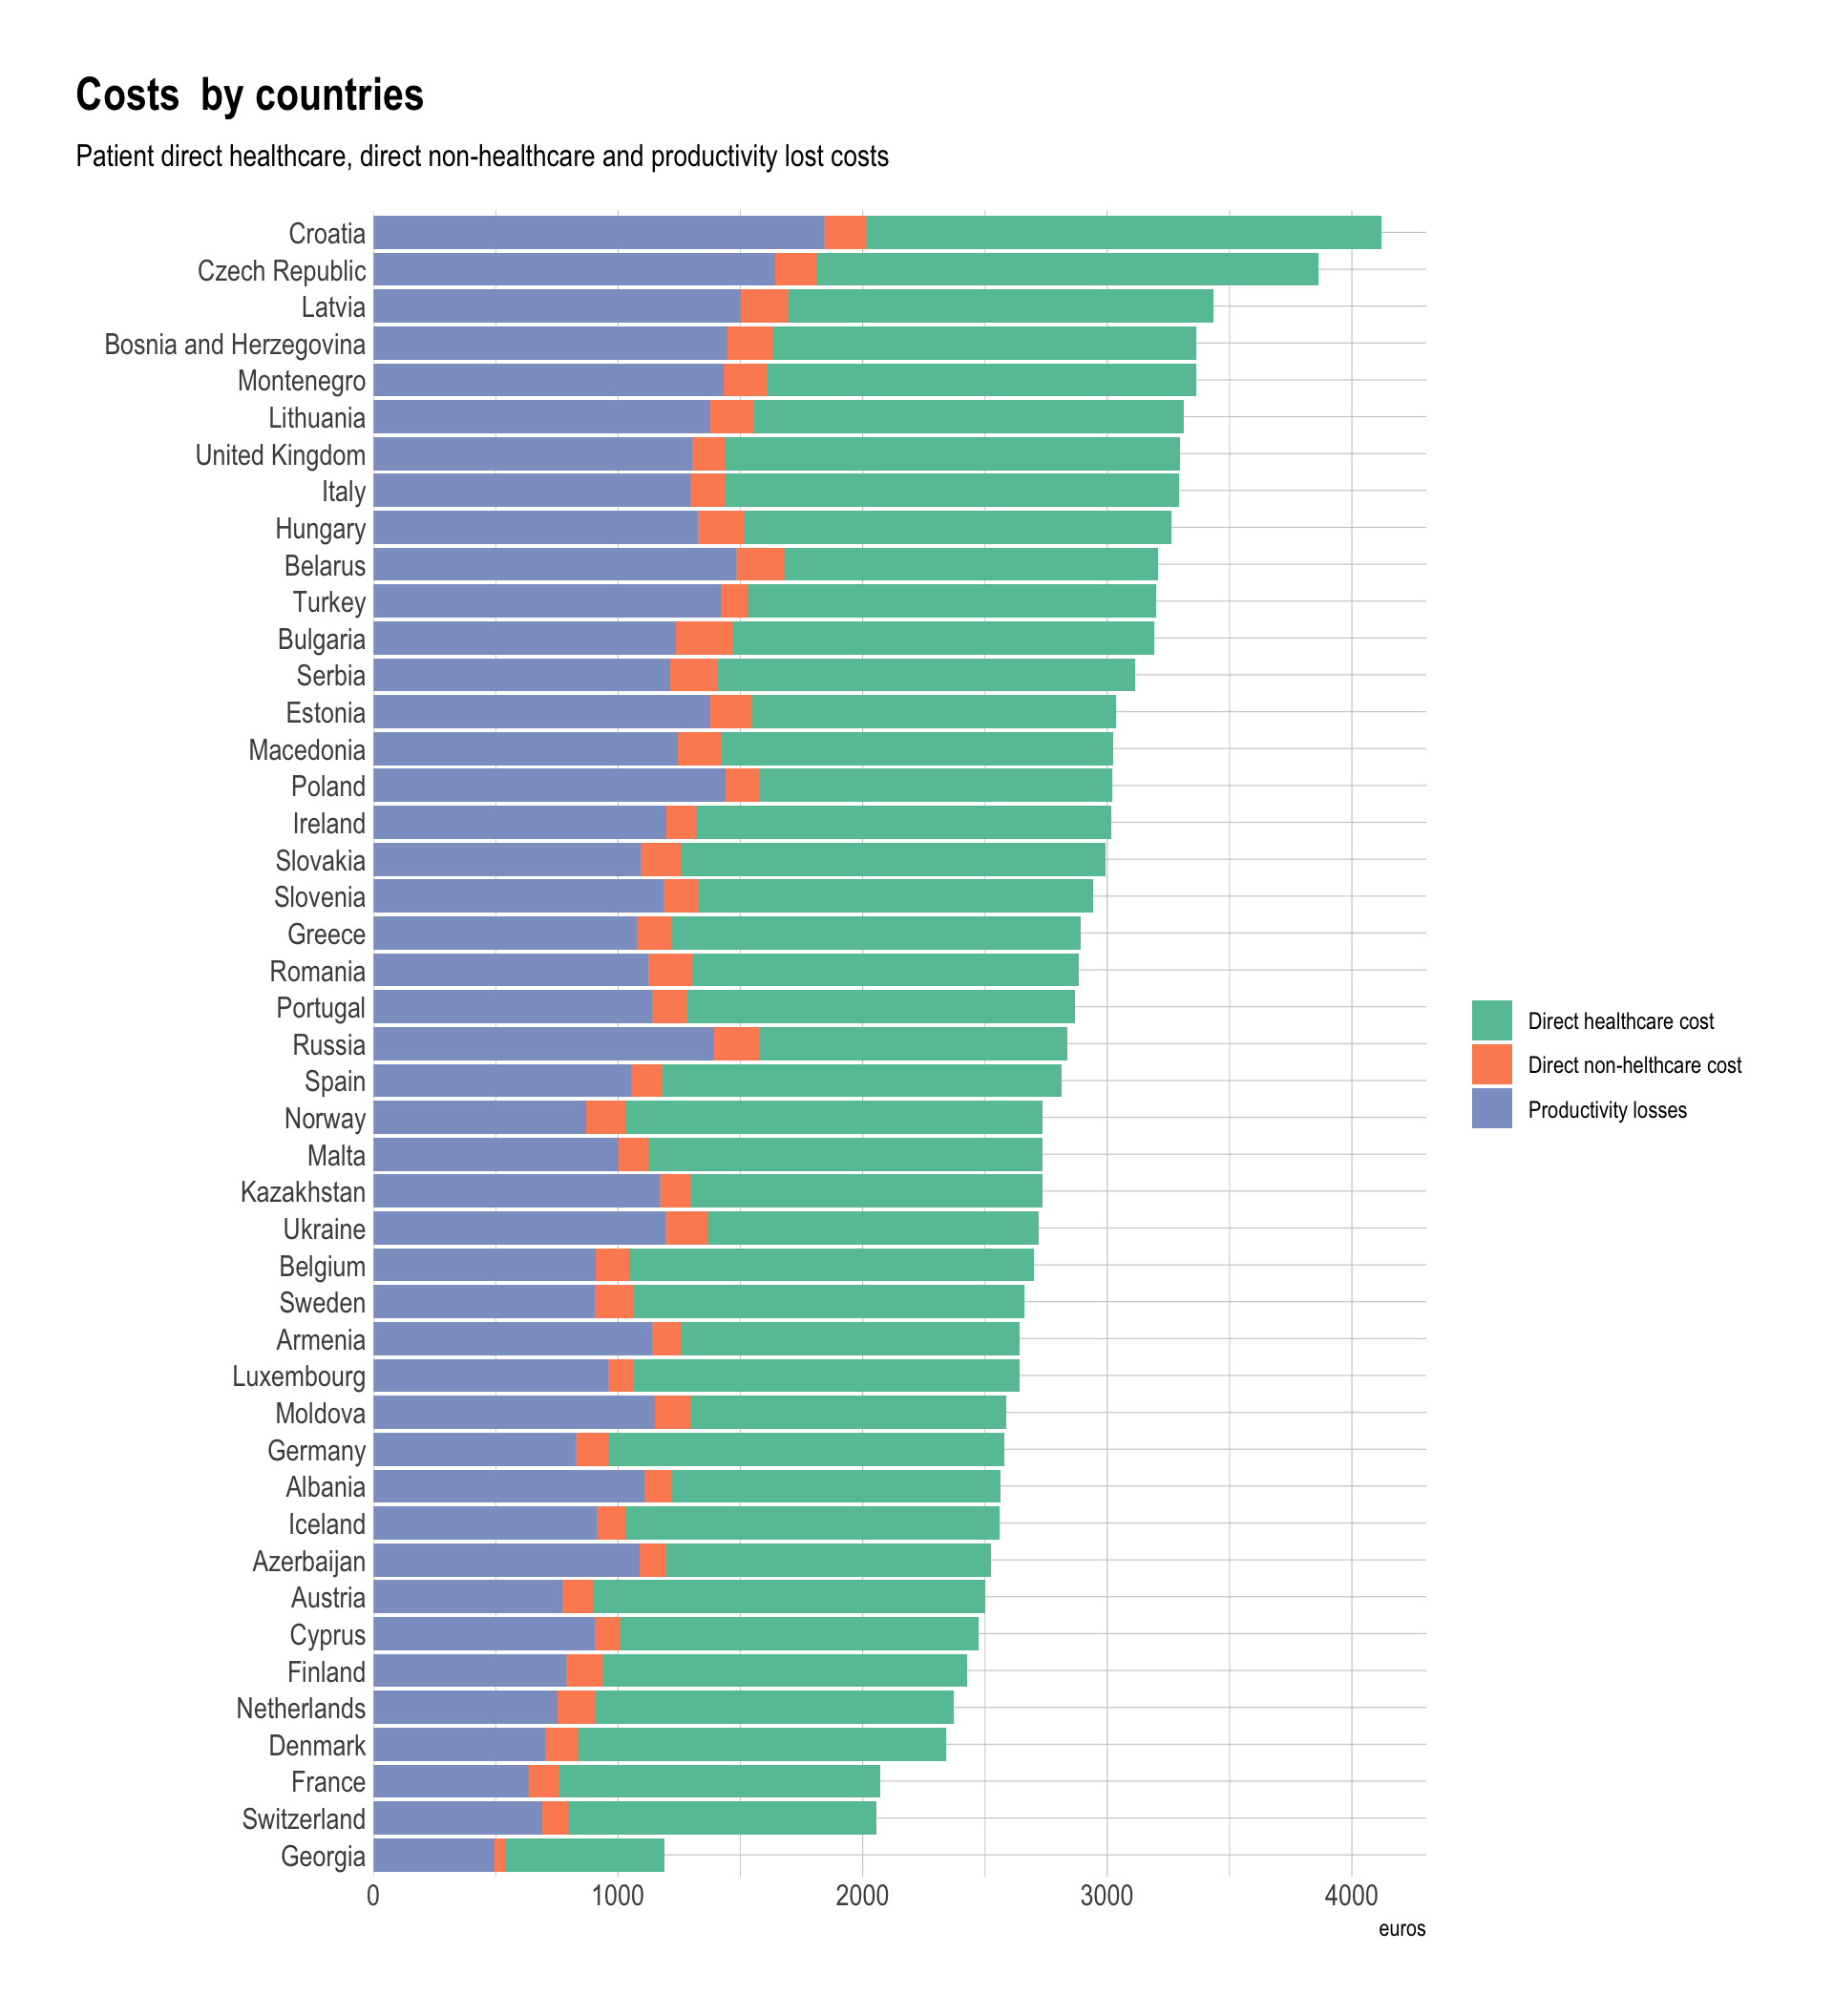 Costs  by countries
Patient direct healthcare, direct non-healthcare and productivity lost costs
Croatia
Czech Republic
Latvia
Bosnia and Herzegovina
Montenegro
Lithuania
United Kingdom
Italy
Hungary
Belarus
Turkey
Bulgaria
Serbia
Estonia
Macedonia
Poland
Ireland
Slovakia
Slovenia
Greece
Romania
Portugal
Russia
Spain
Norway
Malta
Kazakhstan
Ukraine
Belgium
Sweden
Armenia
Luxembourg
Moldova
Germany
Albania
Iceland
Azerbaijan
Austria
Cyprus
Finland
Netherlands
Denmark
France
Switzerland
Georgia
0 1000 2000 3000 4000
euros
Direct healthcare cost
Direct non-helthcare cost
Productivity losses